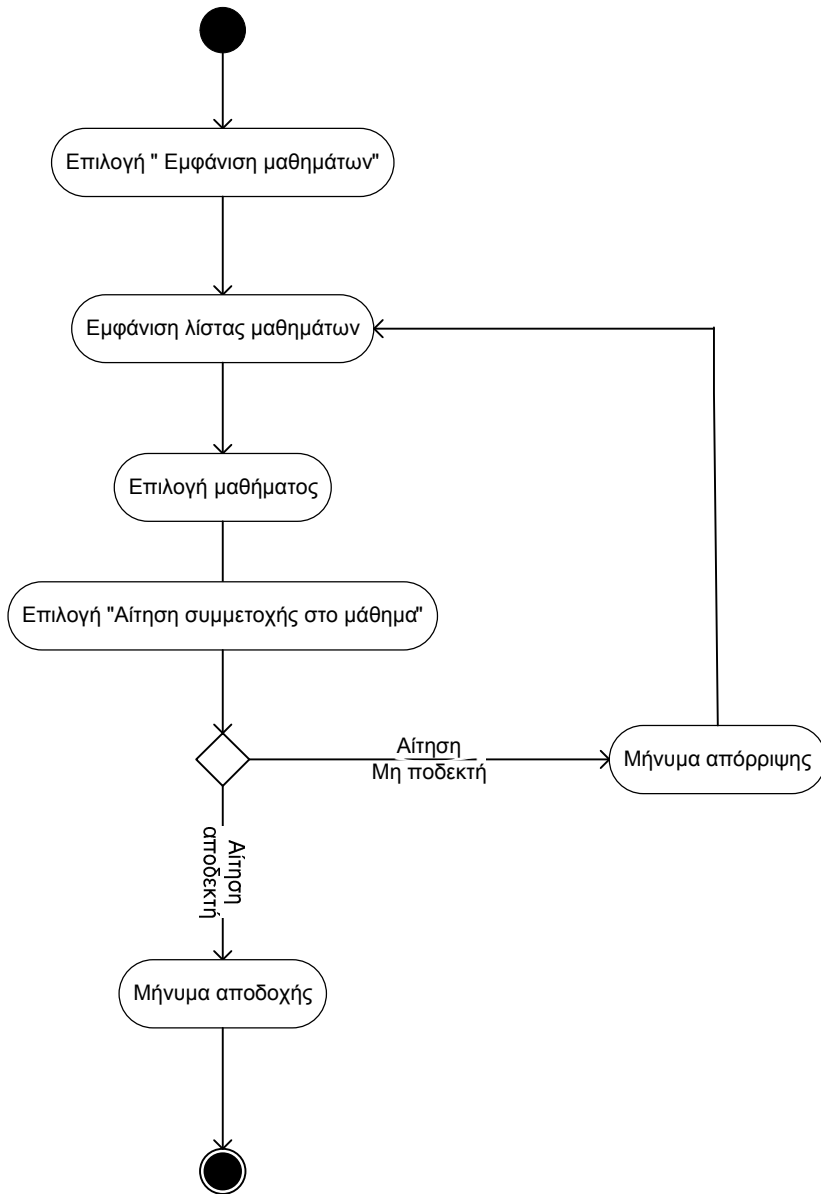 Επιλογή " Εμφάνιση μαθημάτων"
Εμφάνιση λίστας μαθημάτων
Επιλογή μαθήματος
Επιλογή "Αίτηση συμμετοχής στο μάθημα"
Αίτηση
Μη ποδεκτή
Μήνυμα απόρριψης
Αίτηση
αποδεκτή
Μήνυμα αποδοχής